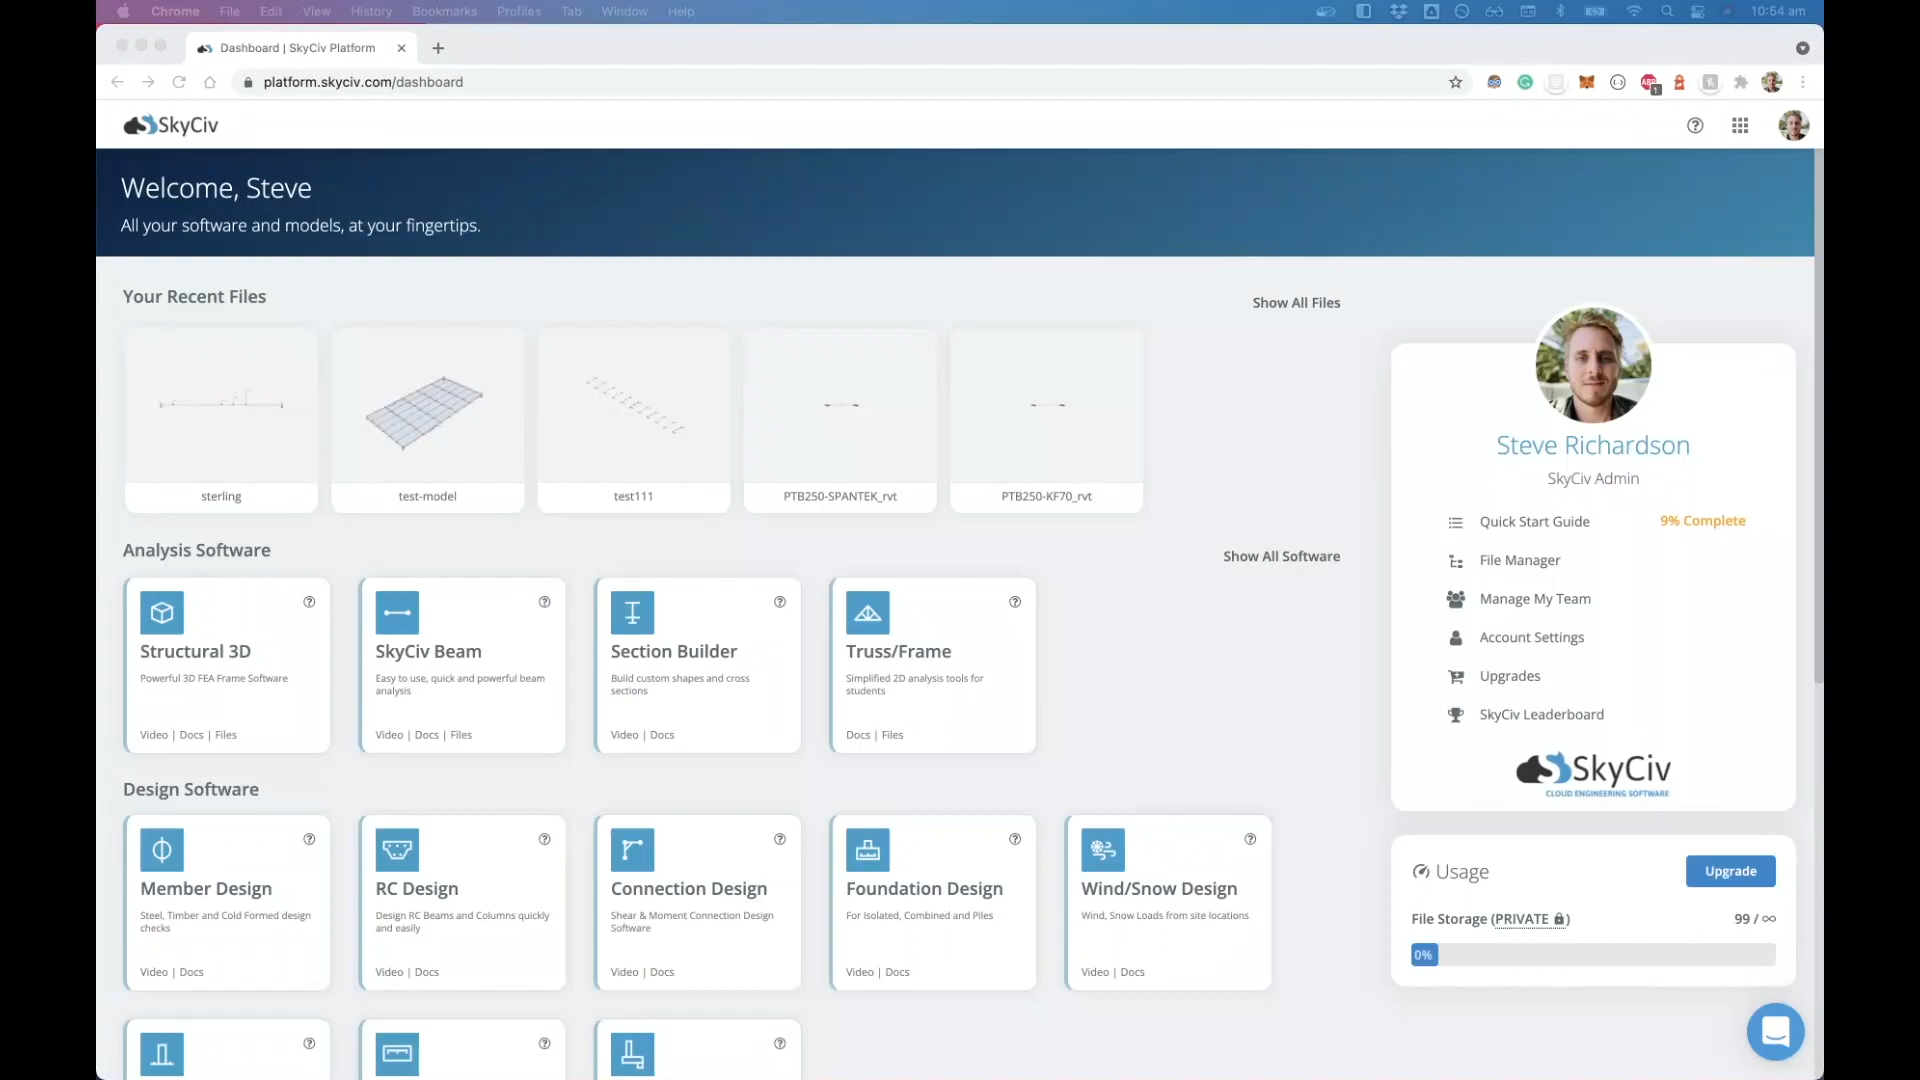 Chrome File Edit View History Bookmarks Profiles Tab Window Help 10:54 am
Dashboard | SkyCiv Platform
platform.skyciv.com/dashboard
SkyCiv
Welcome, Steve
All your software and models, at your fingertips.
Your Recent Files
Show All Files
sterling
test-model
test111
PTB250-SPANTEK_rvt
PTB250-KF70_rvt
Analysis Software
Show All Software
Structural 3D
Powerful 3D FEA Frame Software
Video | Docs | Files
SkyCiv Beam
Easy to use, quick and powerful beam
analysis
Video | Docs | Files
Section Builder
Build custom shapes and cross
sections
Video | Docs
Truss/Frame
Simplified 2D analysis tools for
students
Docs | Files
Design Software
Member Design
Steel, Timber and Cold Formed design
checks
Video | Docs
RC Design
Design RC Beams and Columns quickly
and easily
Video | Docs
Connection Design
Shear & Moment Connection Design
Software
Video | Docs
Foundation Design
For Isolated, Combined and Piles
Video | Docs
Wind/Snow Design
Wind, Snow Loads from site locations
Video | Docs
Steve Richardson
SkyCiv Admin
Quick Start Guide 9% Complete
File Manager
Manage My Team
Account Settings
Upgrades
SkyCiv Leaderboard
SkyCiv
CLOUD ENGINEERING SOFTWARE
Usage
Upgrade
File Storage (PRIVATE) 99 / ∞
0%